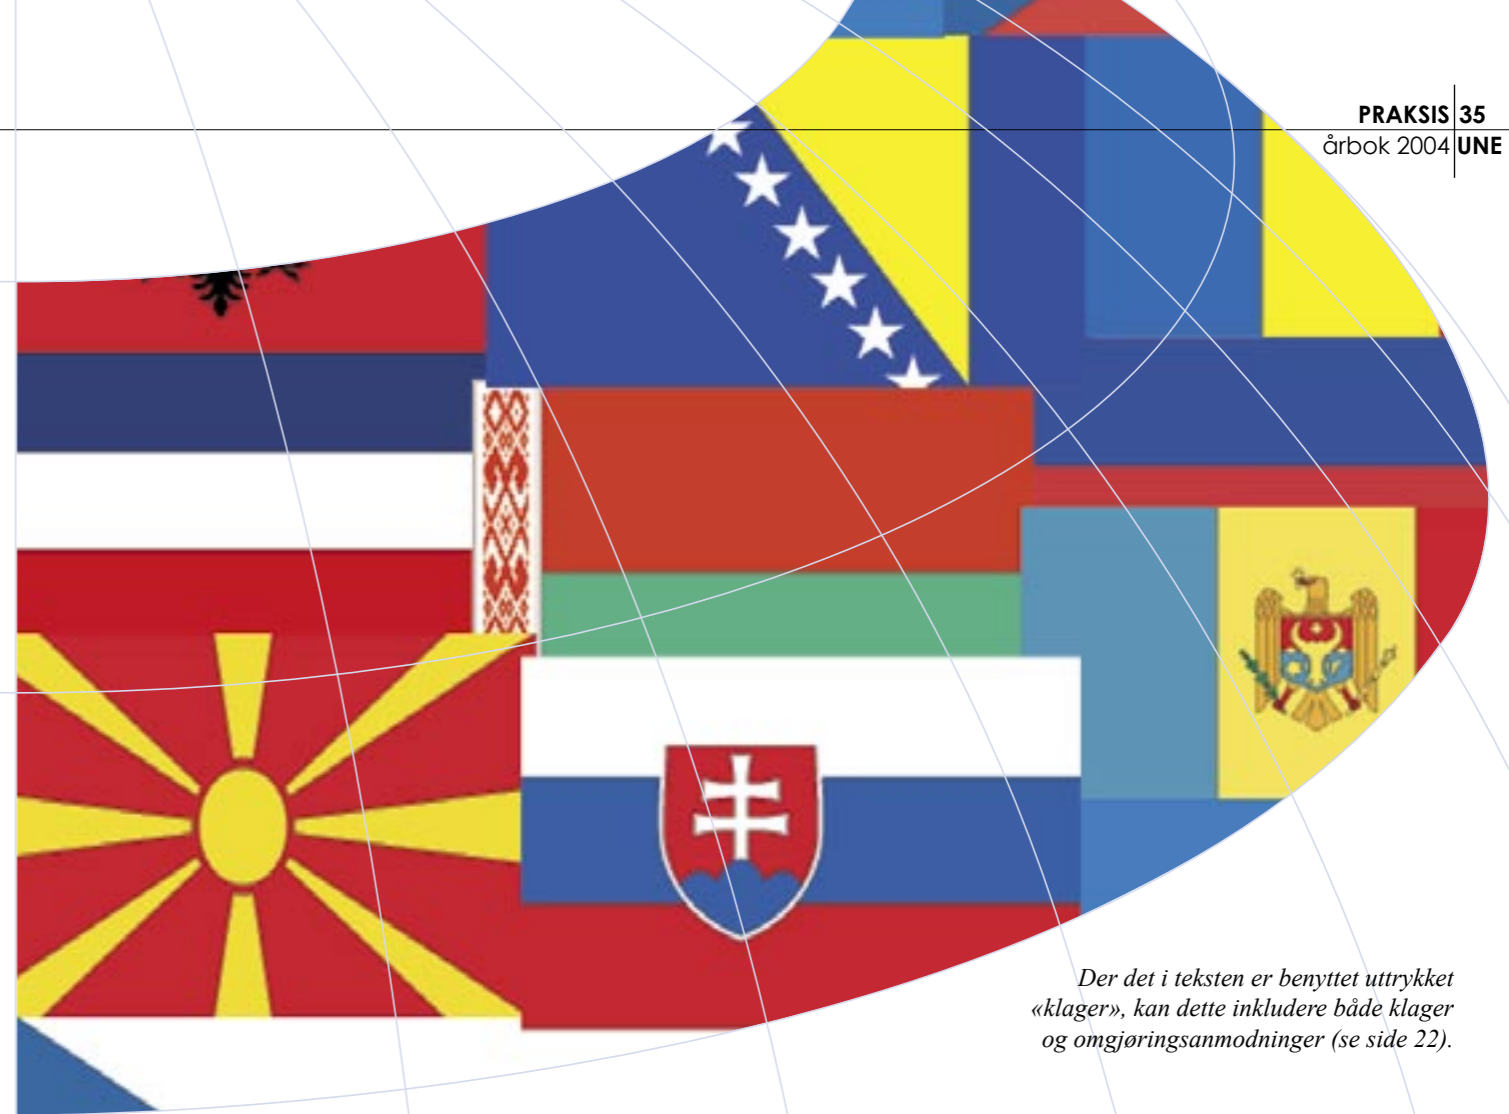 PRAKSIS 35
årbok 2004 UNE
Der det i teksten er benyttet uttrykket
«klager», kan dette inkludere både klager
og omgjøringsanmodninger (se side 22).